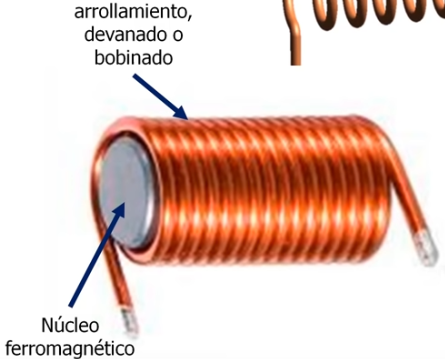 arrollamiento,
devanado o
bobinado
Núcleo
ferromagnético